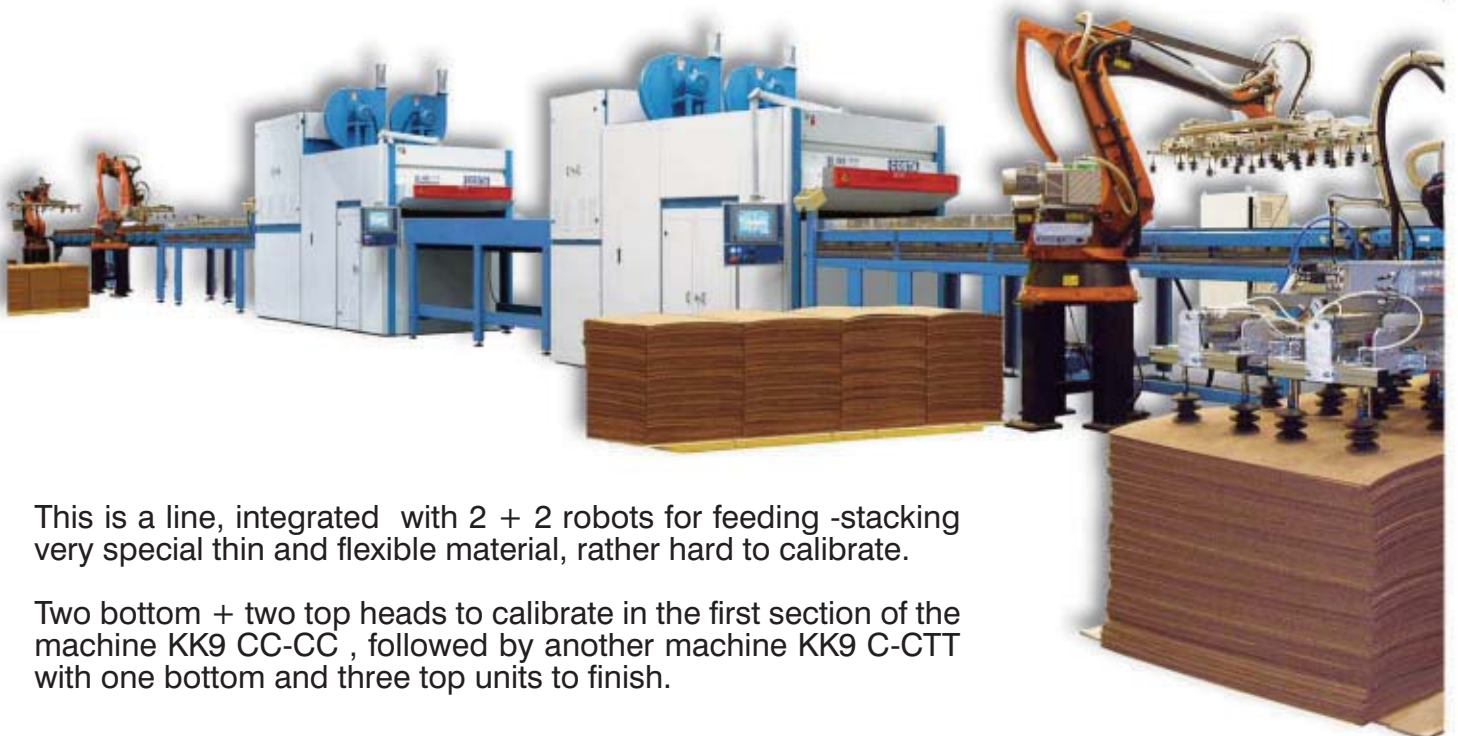 This is a line, integrated with 2 + 2 robots for feeding -stacking
very special thin and flexible material, rather hard to calibrate.
Two bottom + two top heads to calibrate in the first section of the
machine KK9 CC-CC , followed by another machine KK9 C-CTT
with one bottom and three top units to finish.